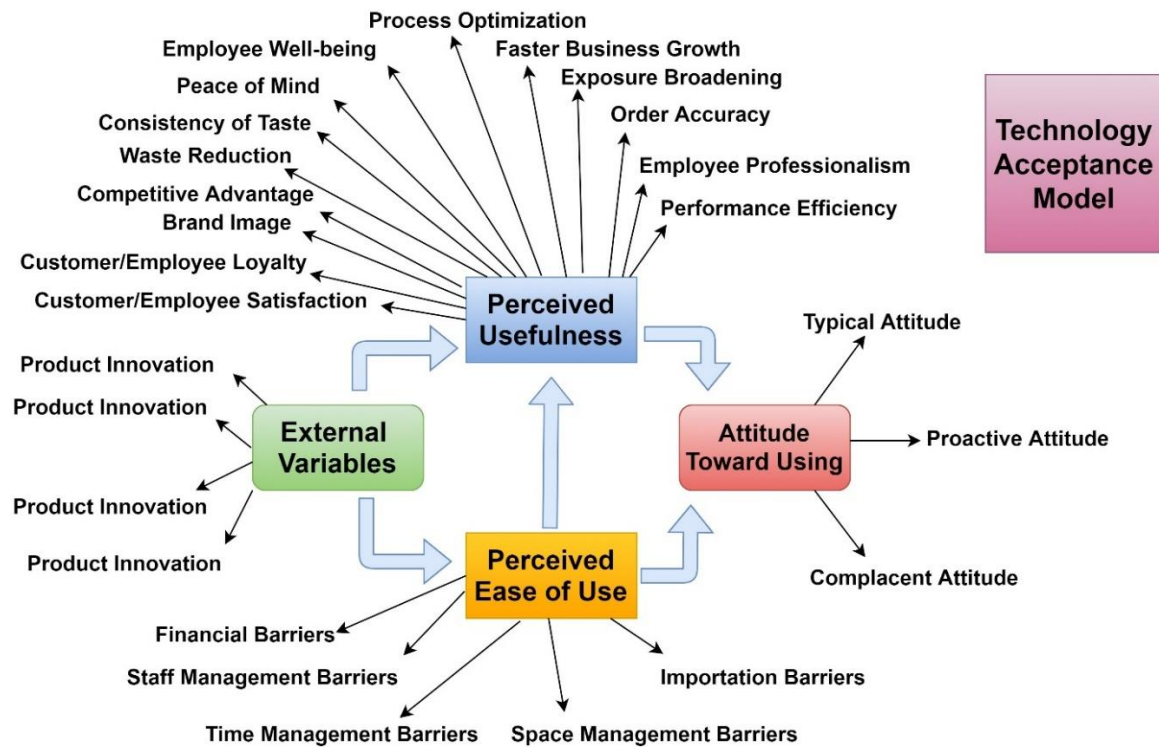 Process Optimization
Employee Well-being
Faster Business Growth
Peace of Mind
Exposure Broadening
Consistency of Taste
Order Accuracy
Waste Reduction
Employee Professionalism
Competitive Advantage
Brand Image
Performance Efficiency
Customer/Employee Loyalty
Customer/Employee Satisfaction
Technology
Acceptance
Model
Perceived
Usefulness
Typical Attitude
Product Innovation
Product Innovation
External
Variables
Attitude
Toward Using
Proactive Attitude
Product Innovation
Product Innovation
Perceived
Ease of Use
Complacent Attitude
Financial Barriers
Staff Management Barriers
Importation Barriers
Time Management Barriers
Space Management Barriers